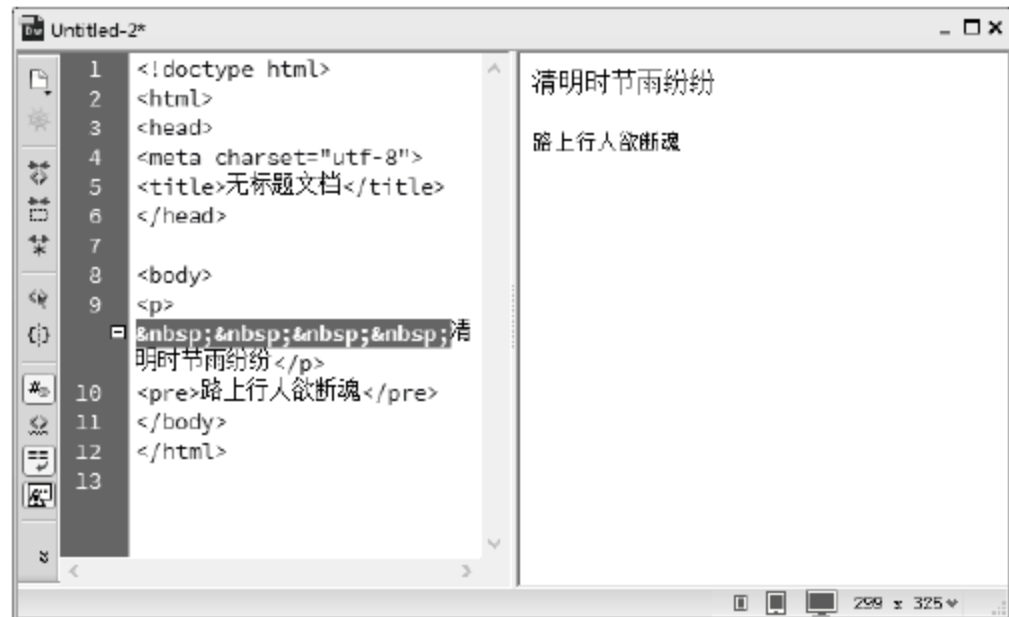 Dw Untitled-2*
1 <!doctype html>
2 <html>
3 <head>
4 <meta charset="utf-8">
5 <title>无标题文档</title>
6 </head>
7
8 <body>
9 <p>
&nbsp;&nbsp;&nbsp;&nbsp;清
明时节雨纷纷</p>
10 <pre>路上行人欲断魂</pre>
11 </body>
12 </html>
13
清明时节雨纷纷
路上行人欲断魂
299 x 325